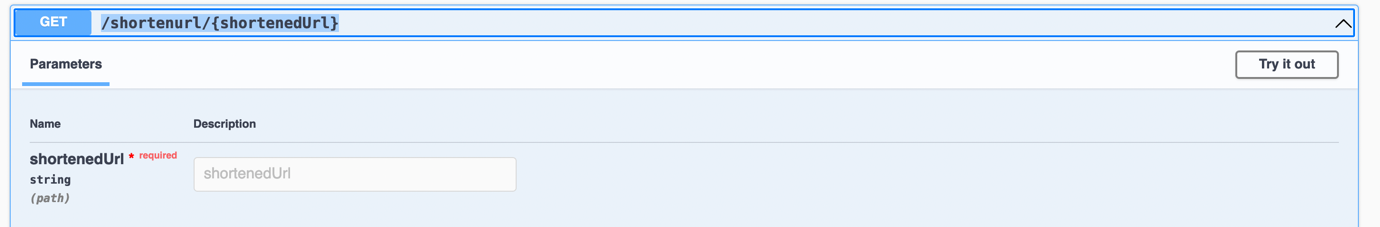 GET /shortenurl/{shortenedUrl}
Parameters Try it out
Name Description
shortenedUrl * required
shortenedUrl
string
(path)